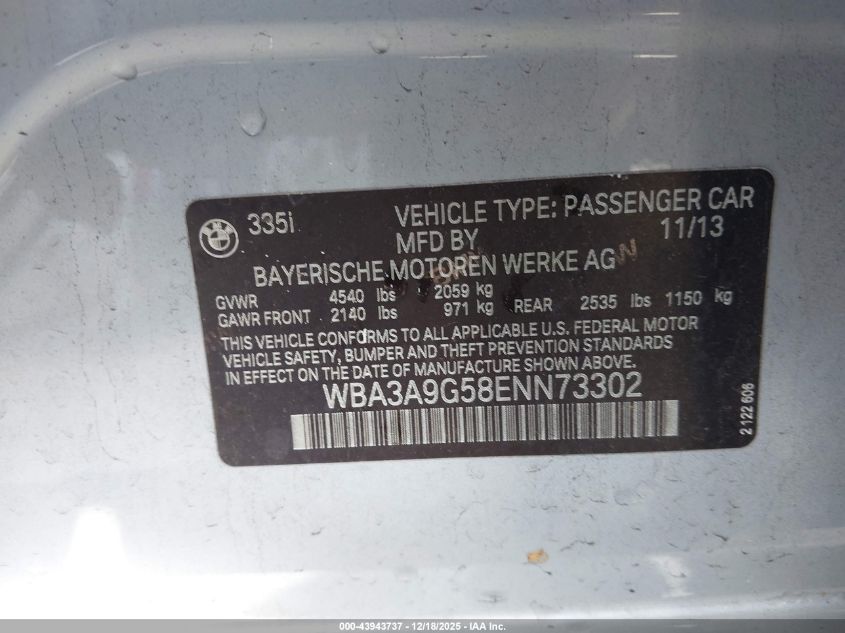 335i VEHICLE TYPE: PASSENGER CAR
MFD BY 11/13
BAYERISCHE MOTOREN WERKE AG
GVWR 4540 lbs 2059 kg
GAWR FRONT 2140 lbs 971 kg REAR 2535 lbs 1150 kg
THIS VEHICLE CONFORMS TO ALL APPLICABLE U.S. FEDERAL MOTOR
VEHICLE SAFETY, BUMPER AND THEFT PREVENTION STANDARDS
IN EFFECT ON THE DATE OF MANUFACTURE SHOWN ABOVE.
WBA3A9G58ENN73302
2 122 606
000-43943737 - 12/18/2025 - IAA Inc.